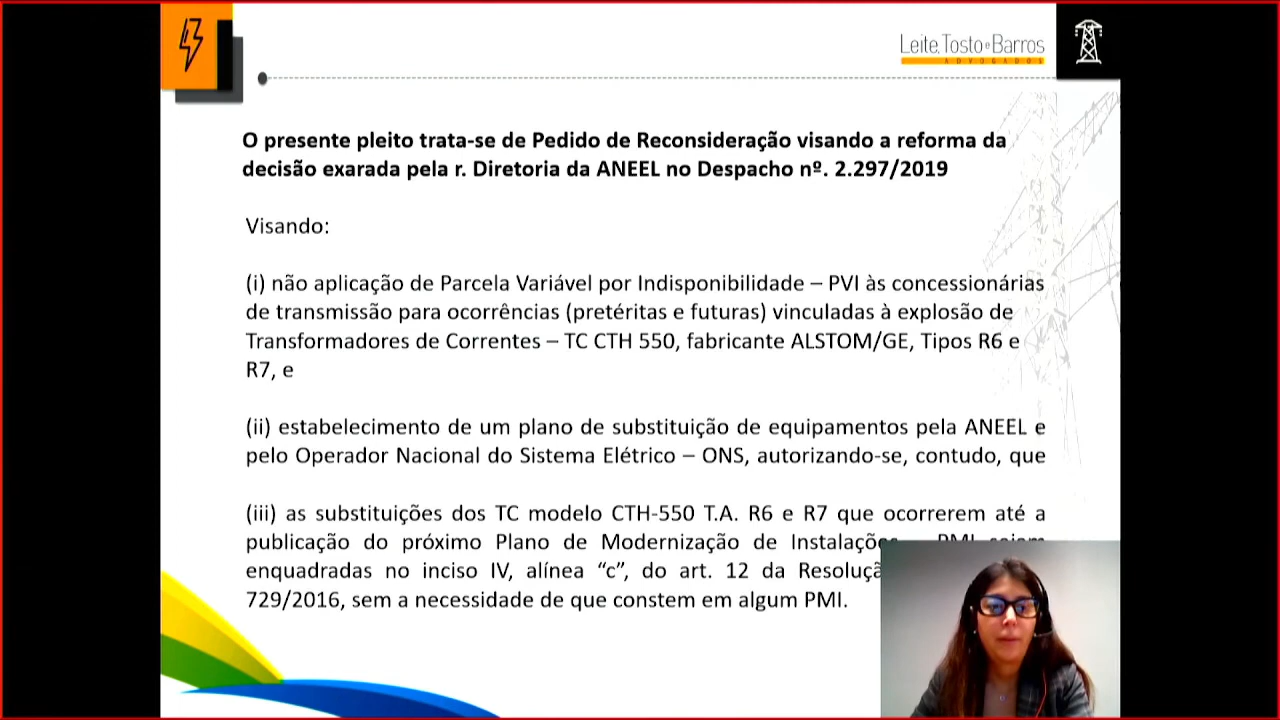 Leite, Tosto e Barros
ADVOGADOS
O presente pleito trata-se de Pedido de Reconsideração visando a reforma da
decisão exarada pela r. Diretoria da ANEEL no Despacho nº. 2.297/2019
Visando:
(i) não aplicação de Parcela Variável por Indisponibilidade – PVI às concessionárias
de transmissão para ocorrências (pretéritas e futuras) vinculadas à explosão de
Transformadores de Correntes – TC CTH 550, fabricante ALSTOM/GE, Tipos R6 e
R7, e
(ii) estabelecimento de um plano de substituição de equipamentos pela ANEEL e
pelo Operador Nacional do Sistema Elétrico – ONS, autorizando-se, contudo, que
(iii) as substituições dos TC modelo CTH-550 T.A. R6 e R7 que ocorrerem até a
publicação do próximo Plano de Modernização de Instalações
enquadradas no inciso IV, alínea “c”, do art. 12 da
729/2016, sem a necessidade de que constem em algum PMI.